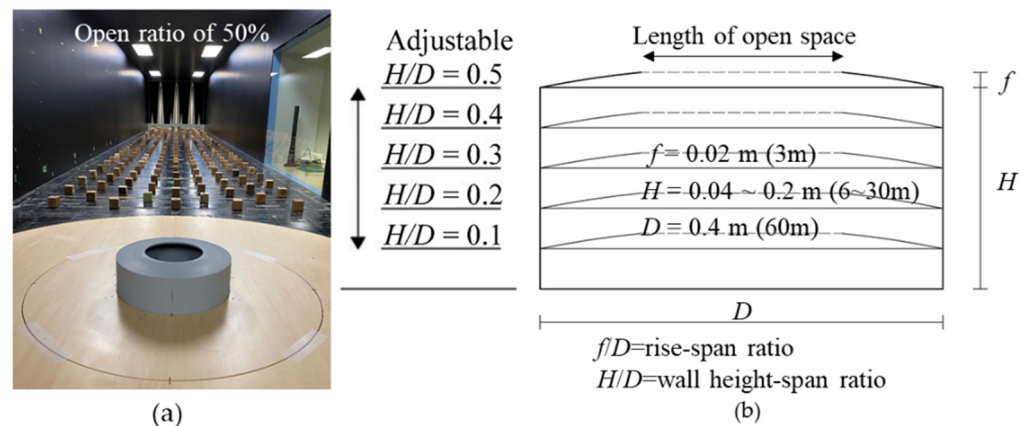 Open ratio of 50%
(a)
Adjustable
H/D = 0.5
H/D = 0.4
H/D = 0.3
H/D = 0.2
H/D = 0.1
Length of open space
f
f = 0.02 m (3m)
H = 0.04 ~ 0.2 m (6~30m)
D = 0.4 m (60m)
H
D
f/D=rise-span ratio
H/D=wall height-span ratio
(b)